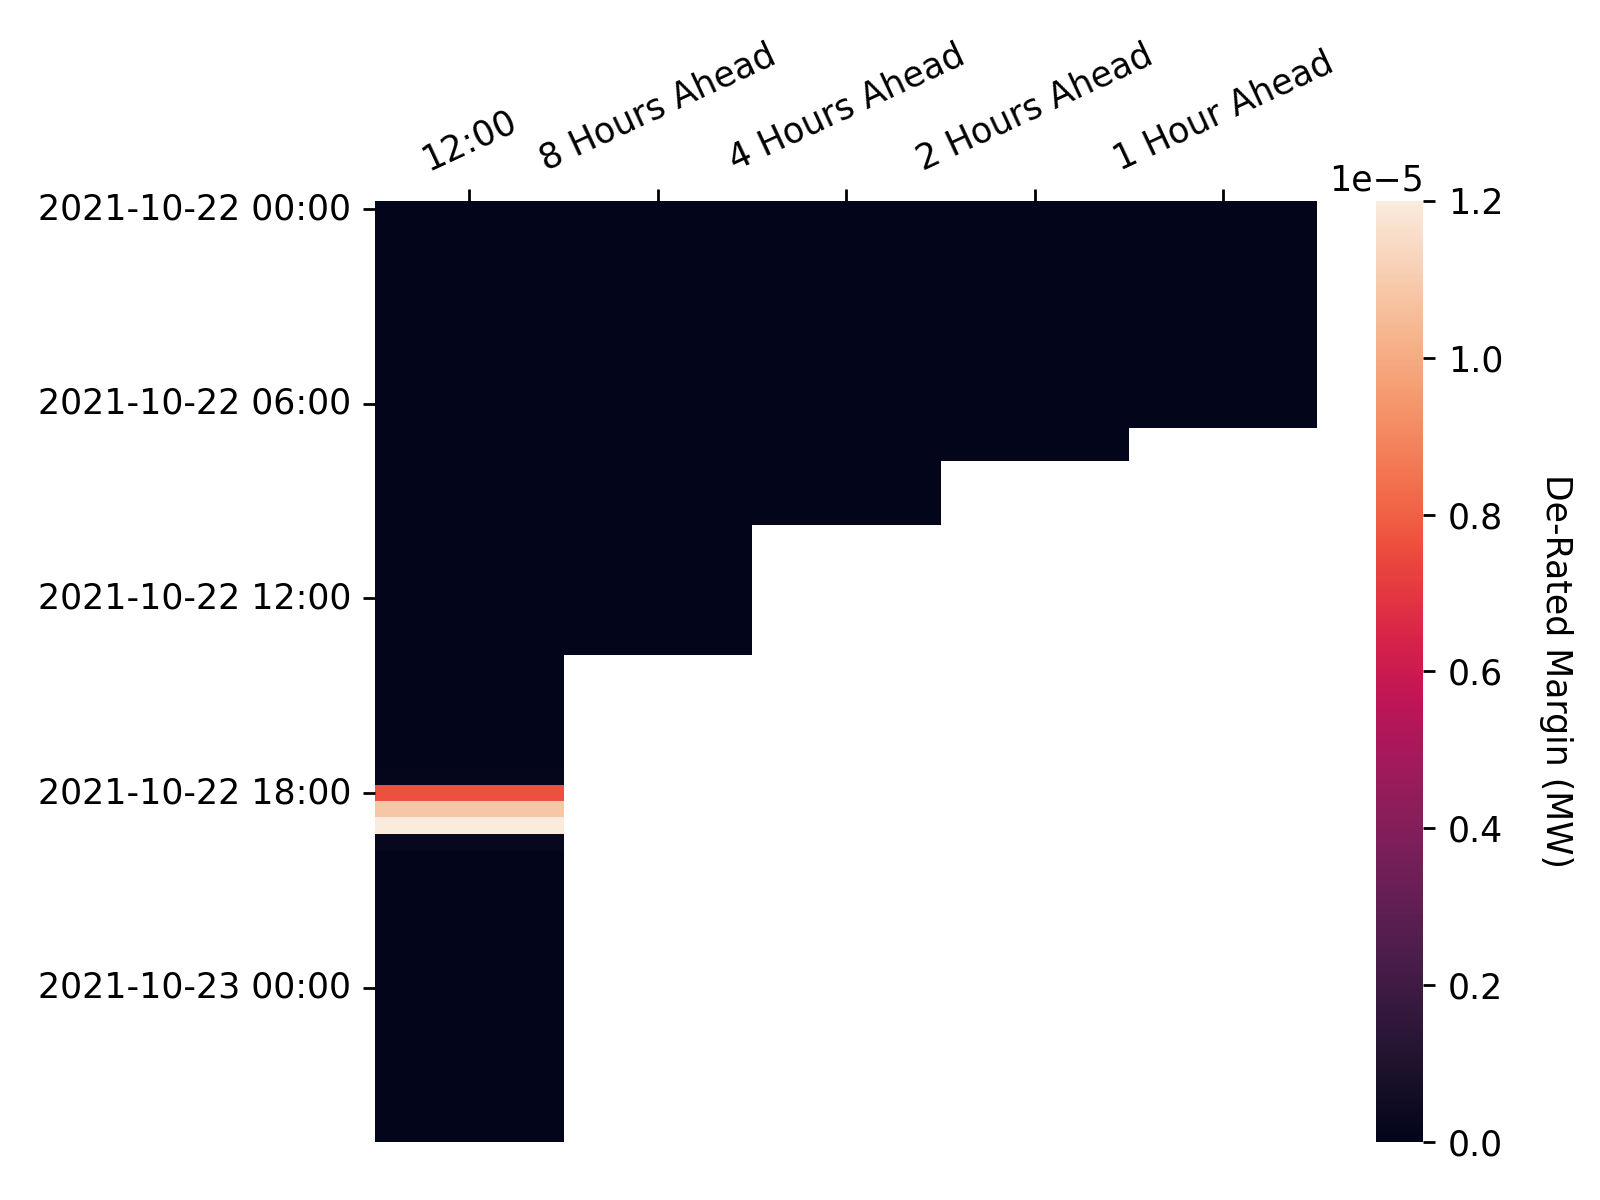 12:00
8 Hours Ahead
4 Hours Ahead
2 Hours Ahead
1 Hour Ahead
2021-10-22 00:00
2021-10-22 06:00
2021-10-22 12:00
2021-10-22 18:00
2021-10-23 00:00
1e−5
1.2
1.0
0.8
0.6
0.4
0.2
0.0
De-Rated Margin (MW)